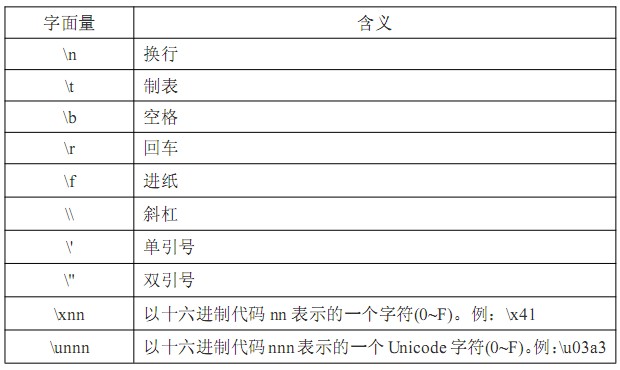 字面量 含义
\n 换行
\t 制表
\b 空格
\r 回车
\f 进纸
\\ 斜杠
\' 单引号
\" 双引号
\xnn 以十六进制代码 nn 表示的一个字符(0~F)。例：\x41
\unnn 以十六进制代码 nnn 表示的一个 Unicode 字符(0~F)。例:\u03a3